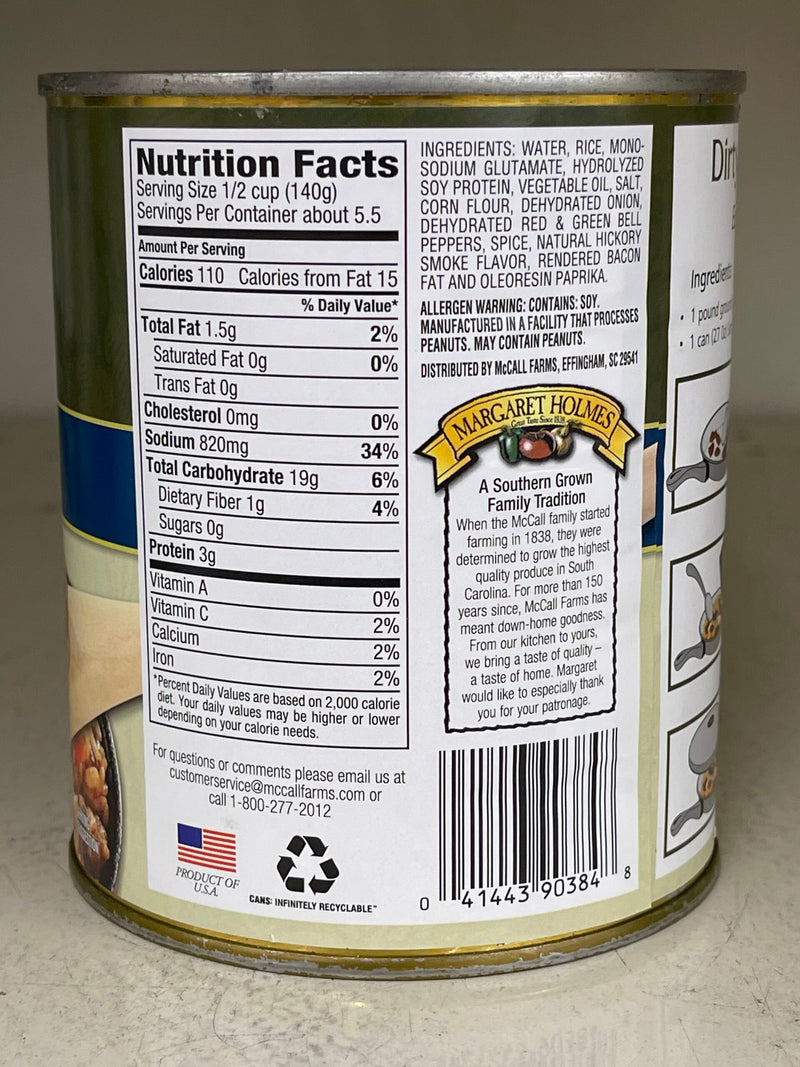 Nutrition Facts
Serving Size 1/2 cup (140g)
Servings Per Container about 5.5
Amount Per Serving
Calories 110 Calories from Fat 15
% Daily Value*
Total Fat 1.5g 2%
Saturated Fat 0g 0%
Trans Fat 0g
Cholesterol 0mg 0%
Sodium 820mg 34%
Total Carbohydrate 19g 6%
Dietary Fiber 1g 4%
Sugars 0g
Protein 3g
Vitamin A 0%
Vitamin C 2%
Calcium 2%
Iron 2%
*Percent Daily Values are based on 2,000 calorie
diet. Your daily values may be higher or lower
depending on your calorie needs.
For questions or comments please email us at
customerservice@mccallfarms.com or
call 1-800-277-2012
PRODUCT OF
U.S.A.
CANS: INFINITELY RECYCLABLE™
INGREDIENTS: WATER, RICE, MONO-
SODIUM GLUTAMATE, HYDROLYZED
SOY PROTEIN, VEGETABLE OIL, SALT,
CORN FLOUR, DEHYDRATED ONION,
DEHYDRATED RED & GREEN BELL
PEPPERS, SPICE, NATURAL HICKORY
SMOKE FLAVOR, RENDERED BACON
FAT AND OLEORESIN PAPRIKA.
ALLERGEN WARNING: CONTAINS: SOY.
MANUFACTURED IN A FACILITY THAT PROCESSES
PEANUTS. MAY CONTAIN PEANUTS.
DISTRIBUTED BY McCALL FARMS, EFFINGHAM, SC 29541
MARGARET HOLMES
Great Taste Since 1838
A Southern Grown
Family Tradition
When the McCall family started
farming in 1838, they were
determined to grow the highest
quality produce in South
Carolina. For more than 150
years since, McCall Farms has
meant down-home goodness.
From our kitchen to yours,
we bring a taste of quality –
a taste of home. Margaret
would like to especially thank
you for your patronage.
0 41443 90384 8
Dirty
Ingredients
• 1 pound
• 1 can (27 oz